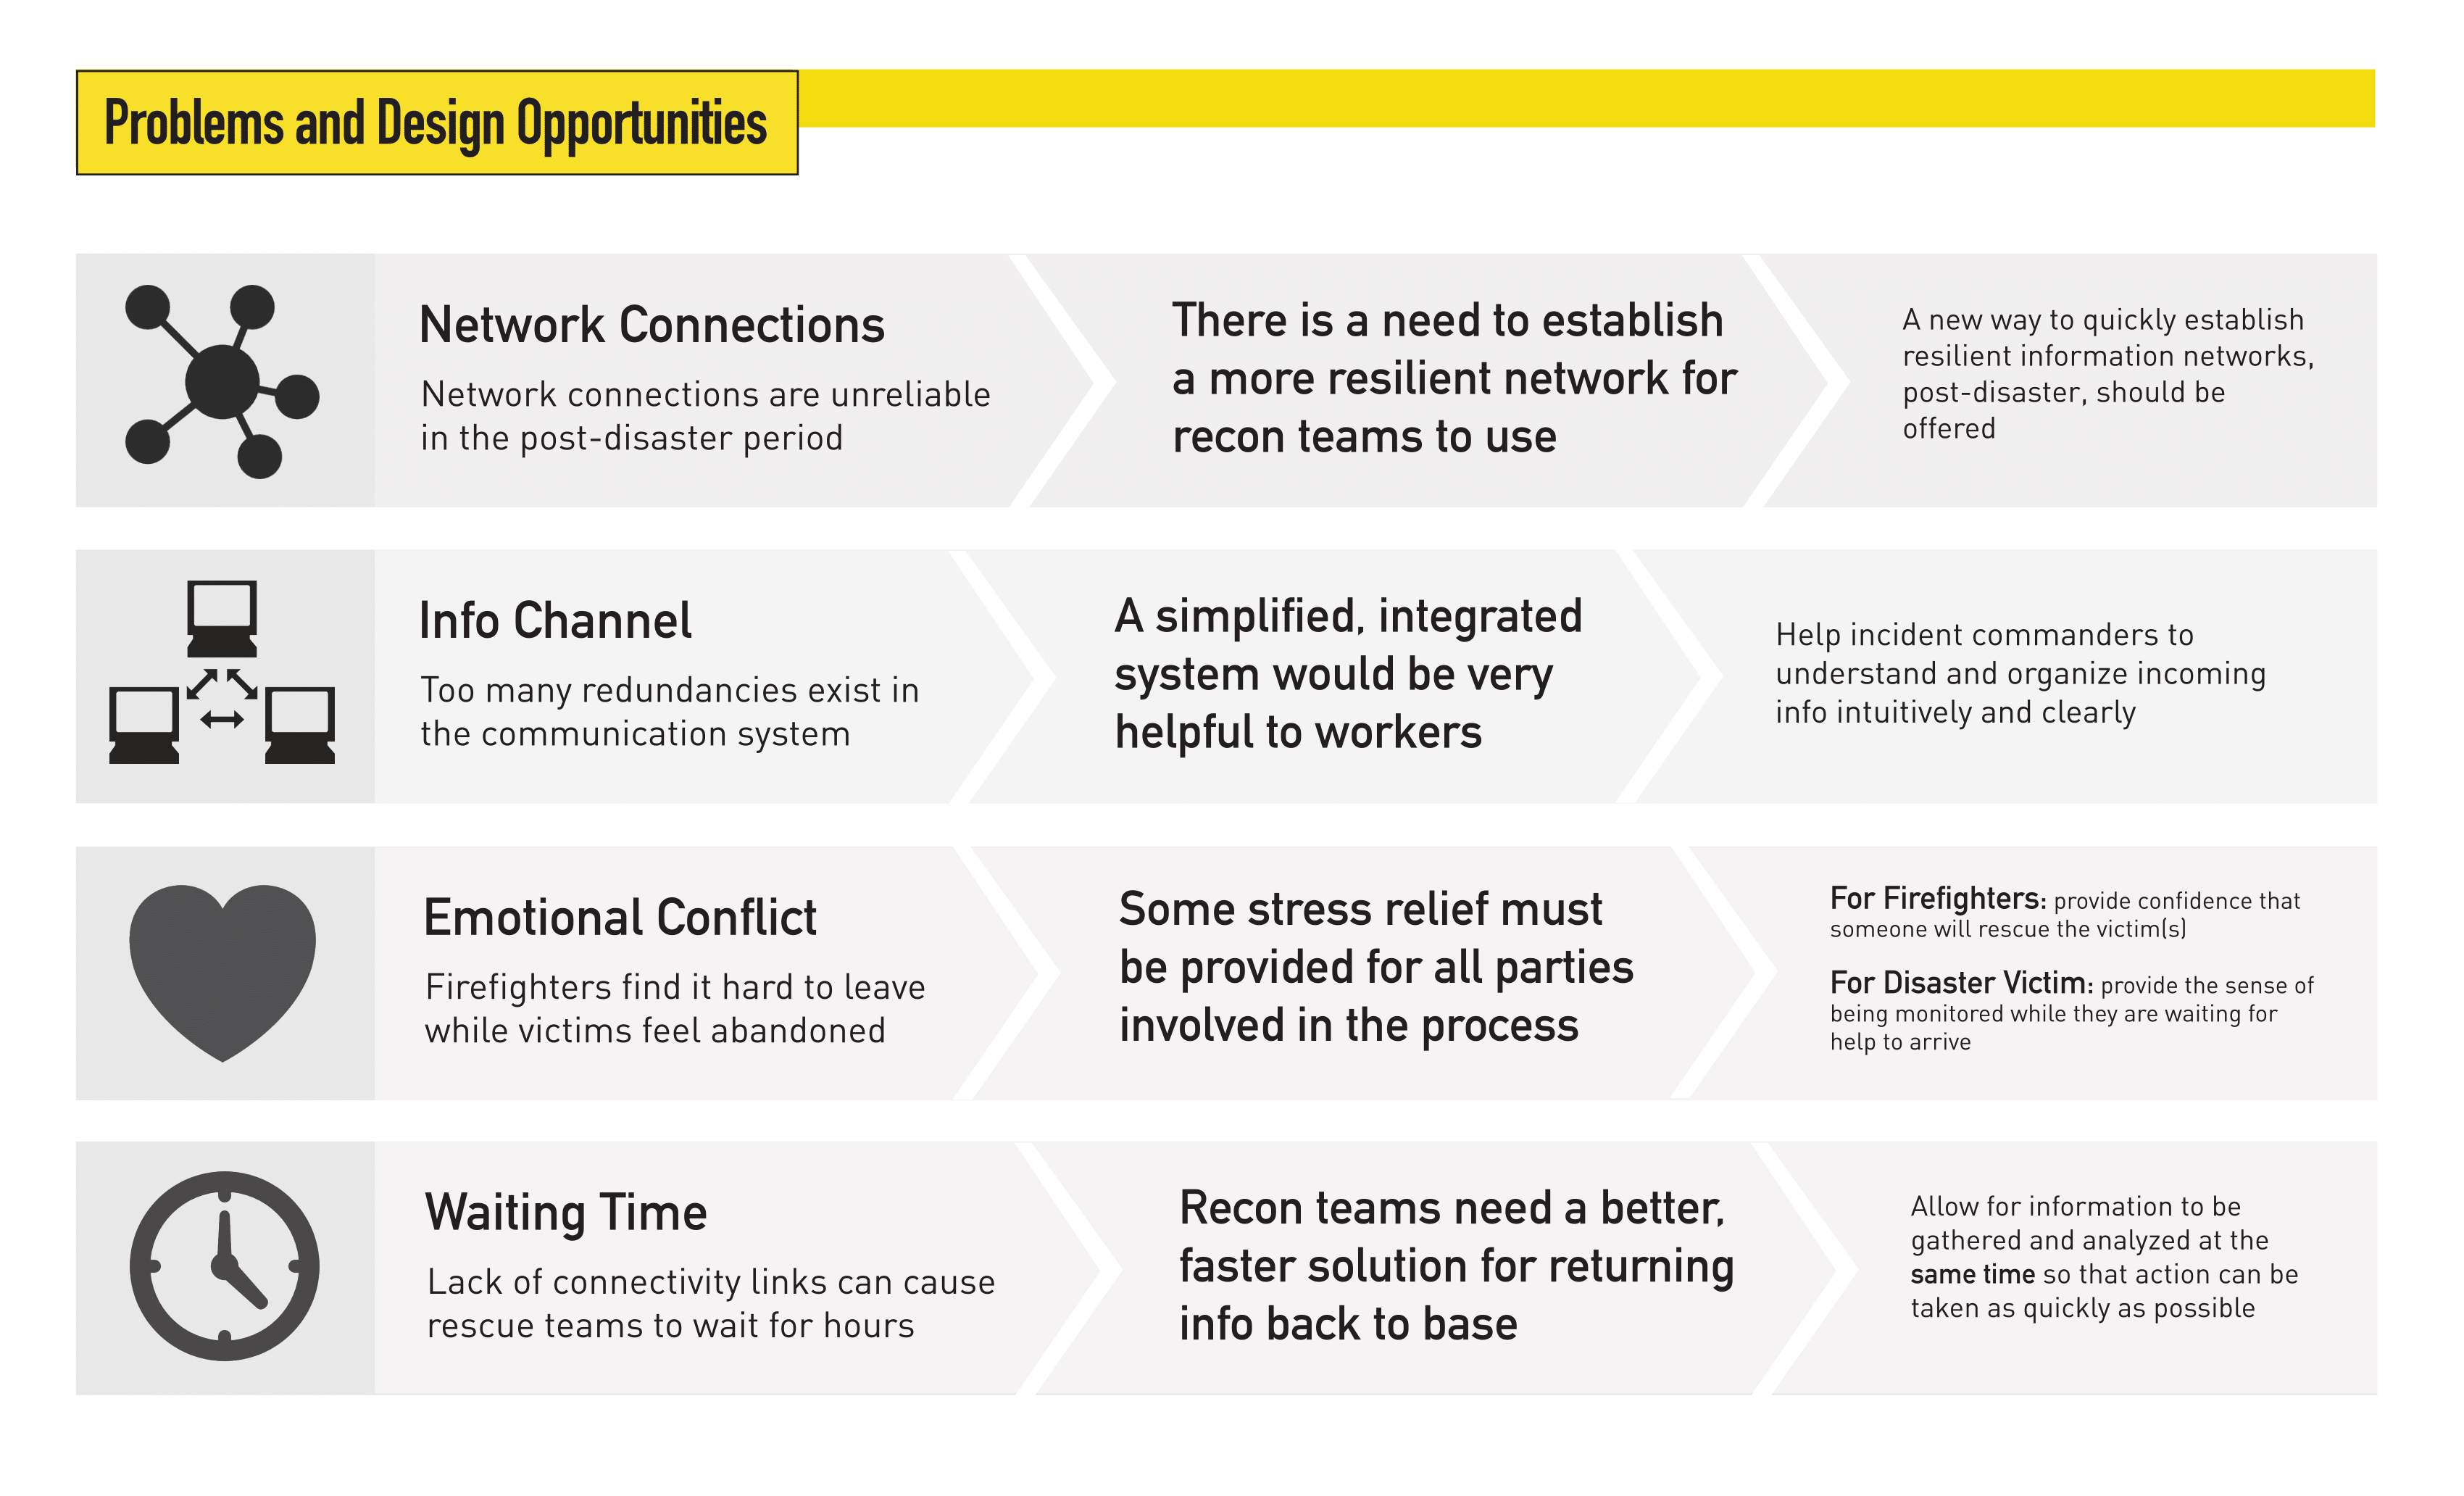 Problems and Design Opportunities
Network Connections
Network connections are unreliable
in the post-disaster period
There is a need to establish
a more resilient network for
recon teams to use
A new way to quickly establish
resilient information networks,
post-disaster, should be
offered
Info Channel
Too many redundancies exist in
the communication system
A simplified, integrated
system would be very
helpful to workers
Help incident commanders to
understand and organize incoming
info intuitively and clearly
Emotional Conflict
Firefighters find it hard to leave
while victims feel abandoned
Some stress relief must
be provided for all parties
involved in the process
For Firefighters: provide confidence that
someone will rescue the victim(s)
For Disaster Victim: provide the sense of
being monitored while they are waiting for
help to arrive
Waiting Time
Lack of connectivity links can cause
rescue teams to wait for hours
Recon teams need a better,
faster solution for returning
info back to base
Allow for information to be
gathered and analyzed at the
same time so that action can be
taken as quickly as possible